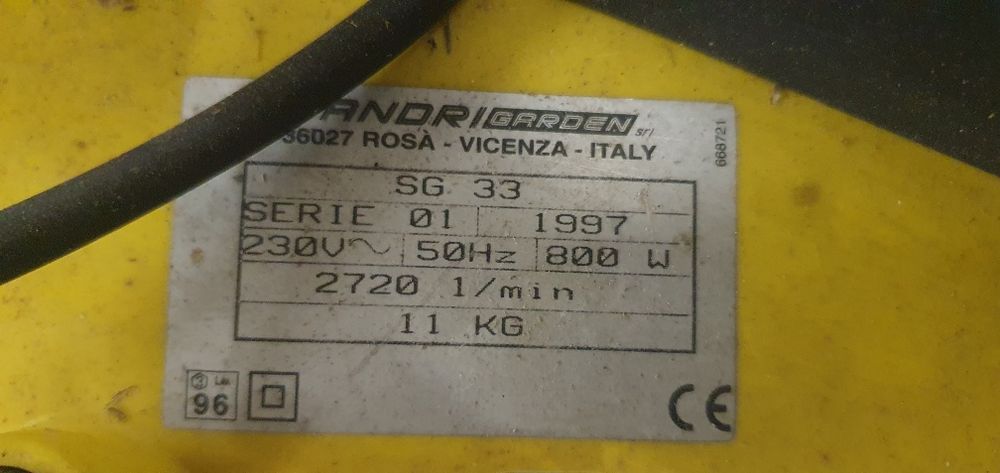 ANDRI GARDEN srl
36027 ROSÀ - VICENZA - ITALY
668721
SG 33
SERIE 01 1997
230V~ 50Hz 800 W
2720 1/min
11 KG
96
CE